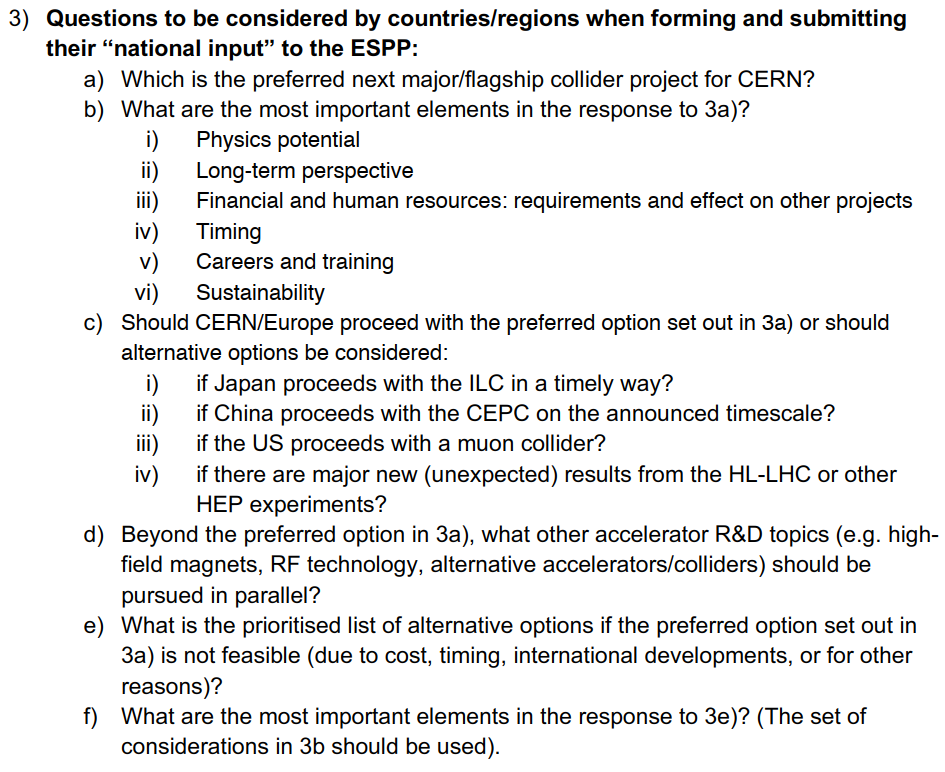 3) Questions to be considered by countries/regions when forming and submitting
their “national input” to the ESPP:
a) Which is the preferred next major/flagship collider project for CERN?
b) What are the most important elements in the response to 3a)?
i) Physics potential
ii) Long-term perspective
iii) Financial and human resources: requirements and effect on other projects
iv) Timing
v) Careers and training
vi) Sustainability
c) Should CERN/Europe proceed with the preferred option set out in 3a) or should
alternative options be considered:
i) if Japan proceeds with the ILC in a timely way?
ii) if China proceeds with the CEPC on the announced timescale?
iii) if the US proceeds with a muon collider?
iv) if there are major new (unexpected) results from the HL-LHC or other
HEP experiments?
d) Beyond the preferred option in 3a), what other accelerator R&D topics (e.g. high-
field magnets, RF technology, alternative accelerators/colliders) should be
pursued in parallel?
e) What is the prioritised list of alternative options if the preferred option set out in
3a) is not feasible (due to cost, timing, international developments, or for other
reasons)?
f) What are the most important elements in the response to 3e)? (The set of
considerations in 3b should be used).